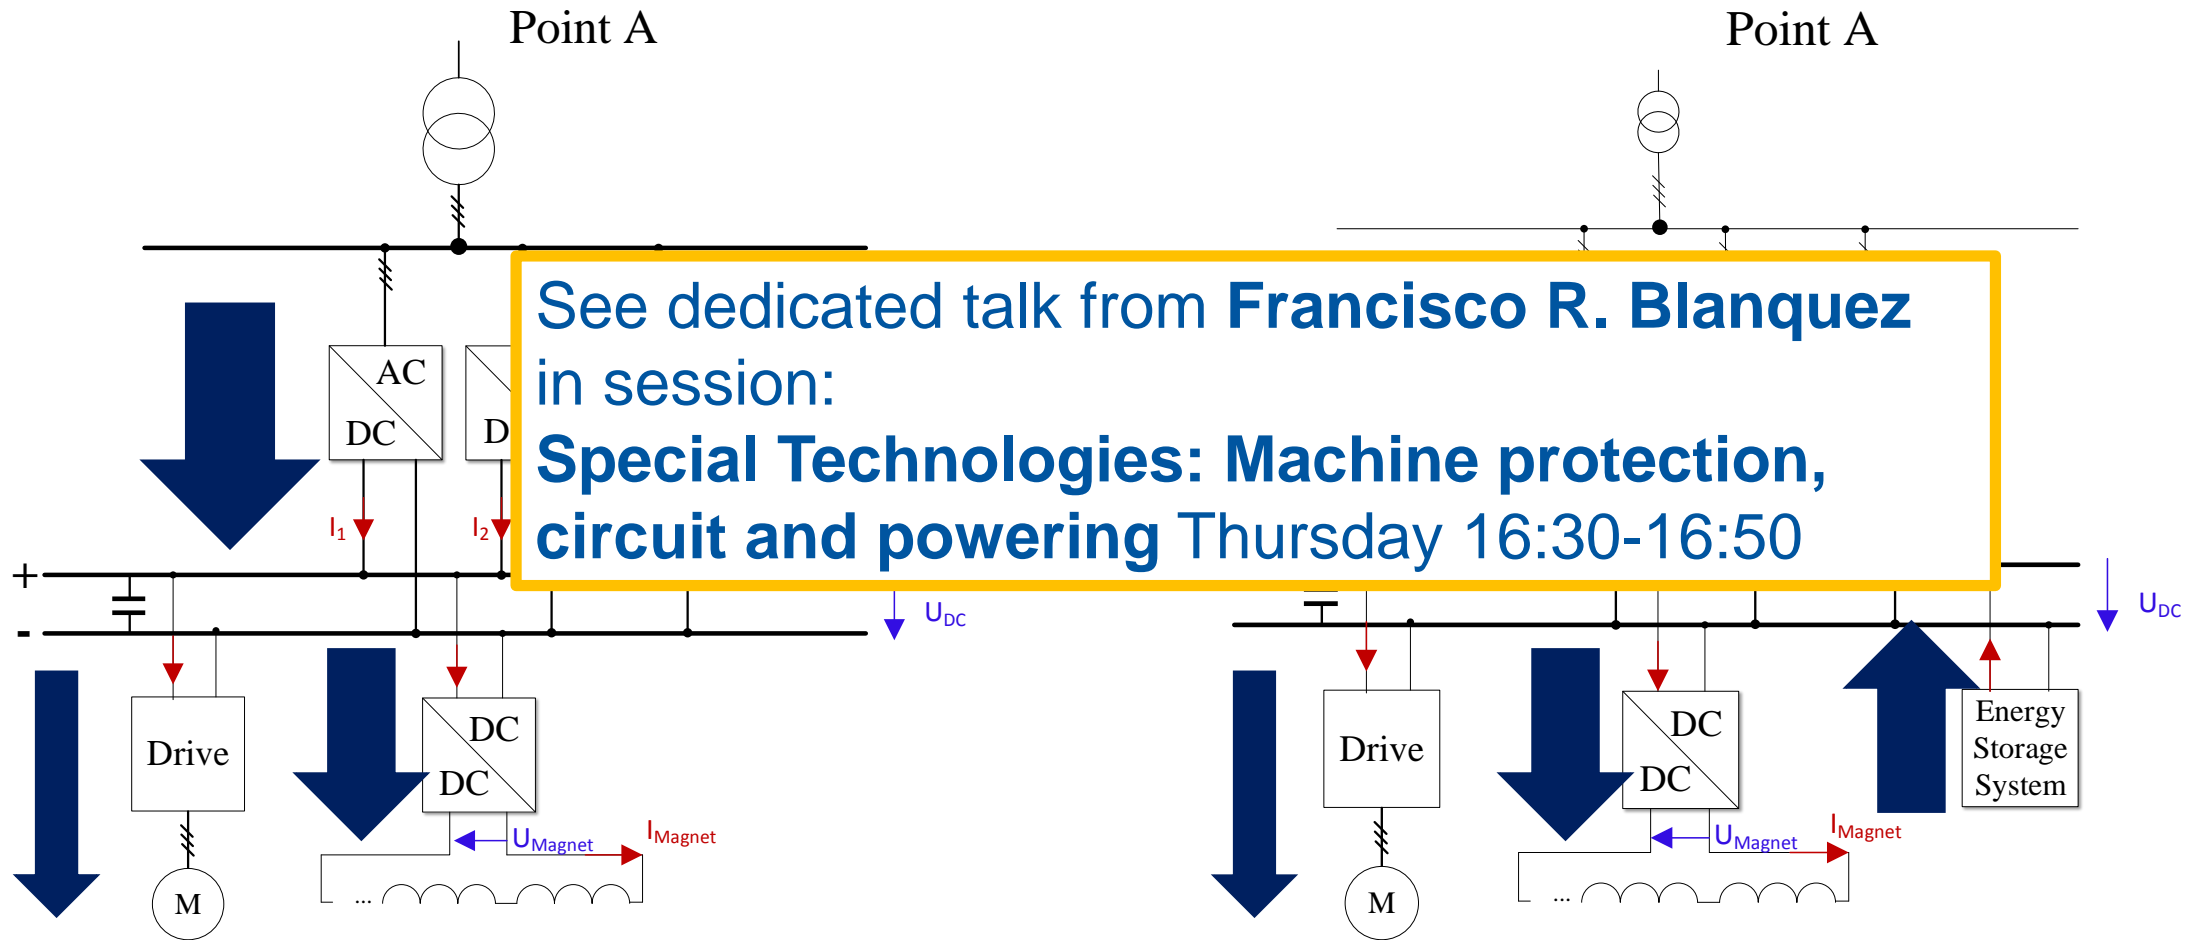 Point A
Point A
See dedicated talk from Francisco R. Blanquez
in session:
Special Technologies: Machine protection,
circuit and powering Thursday 16:30-16:50
AC
DC
D
I1
I2
+
-
UDC
UDC
Drive
DC
DC
UMagnet
IMagnet
...
M
Drive
DC
DC
Energy
Storage
System
UMagnet
IMagnet
...
M